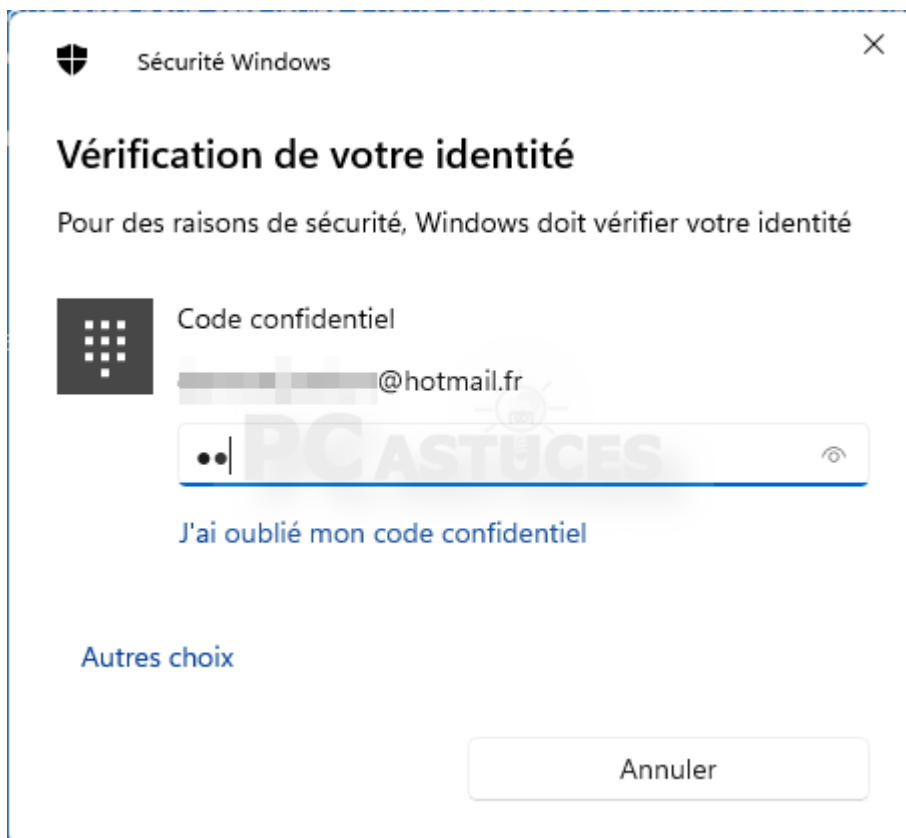 Sécurité Windows
Vérification de votre identité
Pour des raisons de sécurité, Windows doit vérifier votre identité
Code confidentiel
@hotmail.fr
PC ASTUCES
J'ai oublié mon code confidentiel
Autres choix
Annuler